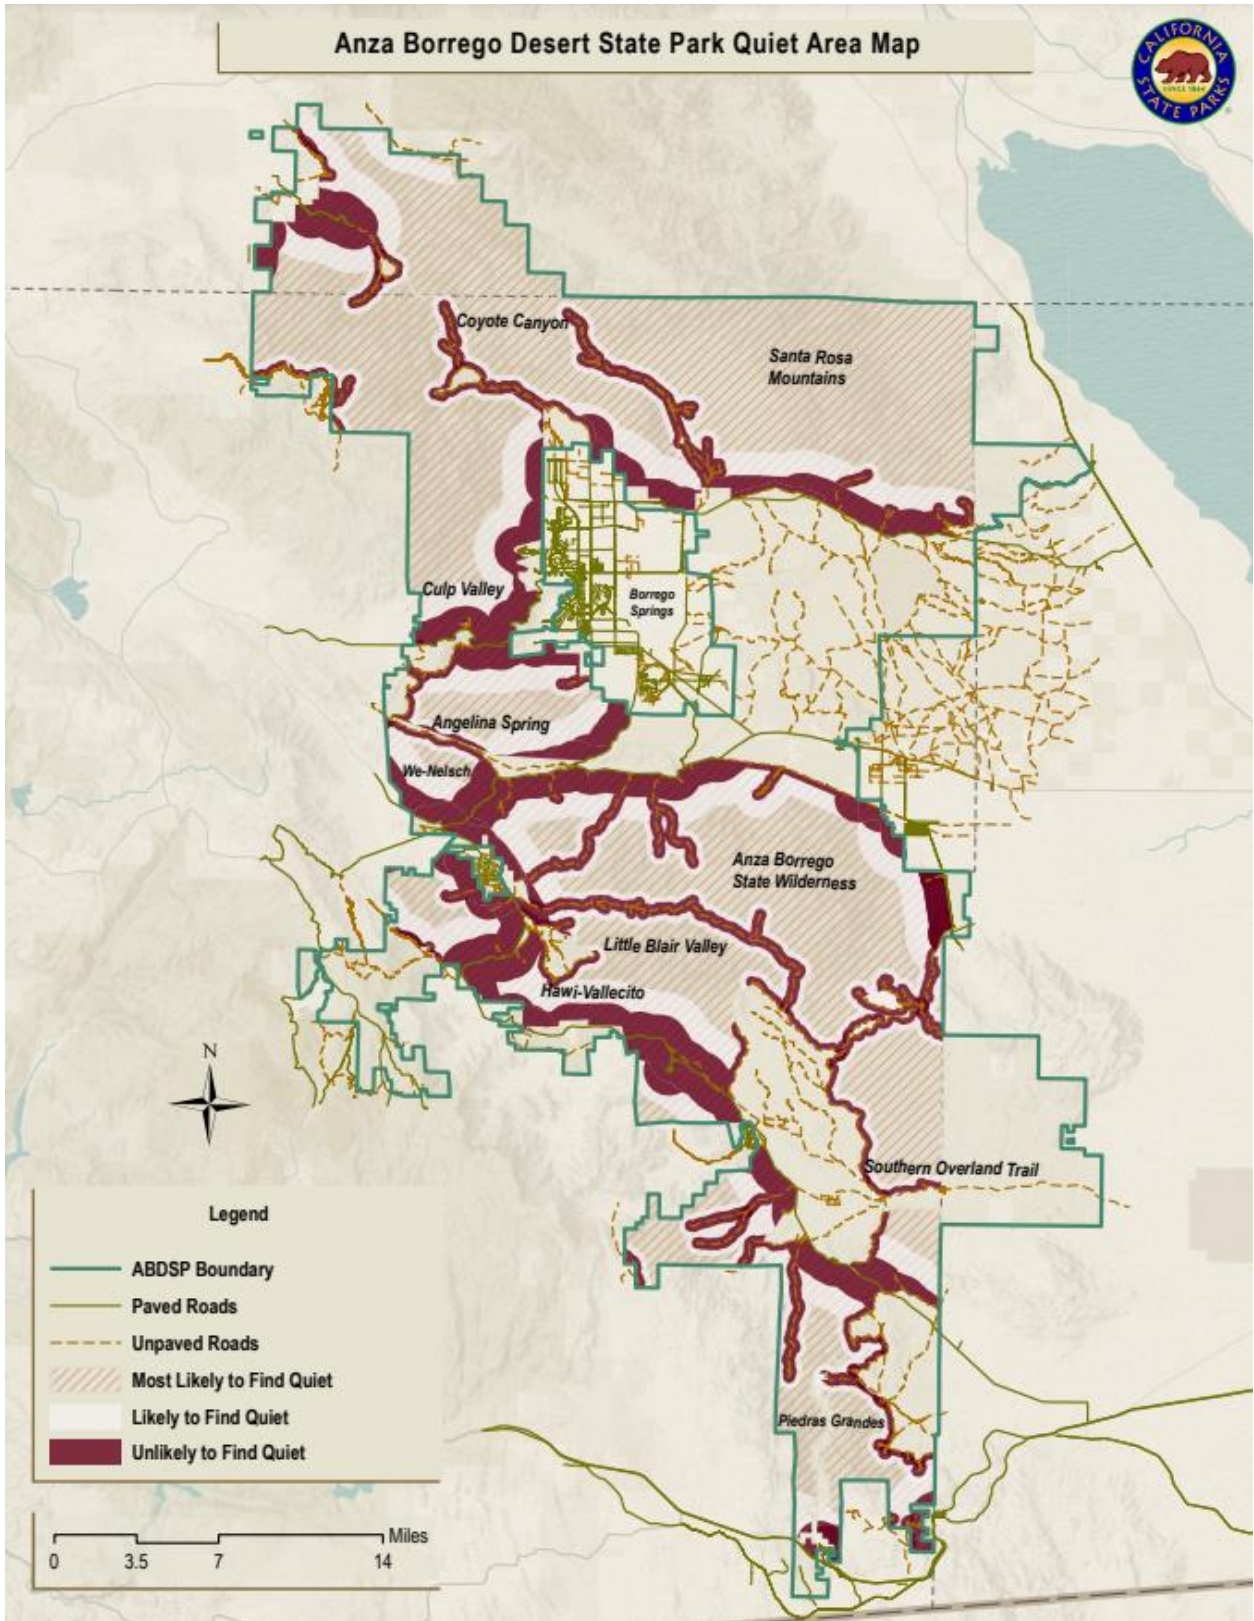 Anza Borrego Desert State Park Quiet Area Map
CALIFORNIA
SINCE 1864
STATE PARKS
Coyote Canyon
Santa Rosa
Mountains
Culp Valley
Borrego
Springs
Angelina Spring
We-Nelsch
Anza Borrego
State Wilderness
Little Blair Valley
Hawi-Vallecito
N
Southern Overland Trail
Legend
ABDSP Boundary
Paved Roads
Unpaved Roads
Most Likely to Find Quiet
Likely to Find Quiet
Unlikely to Find Quiet
Piedras Grandes
Miles
0 3.5 7 14